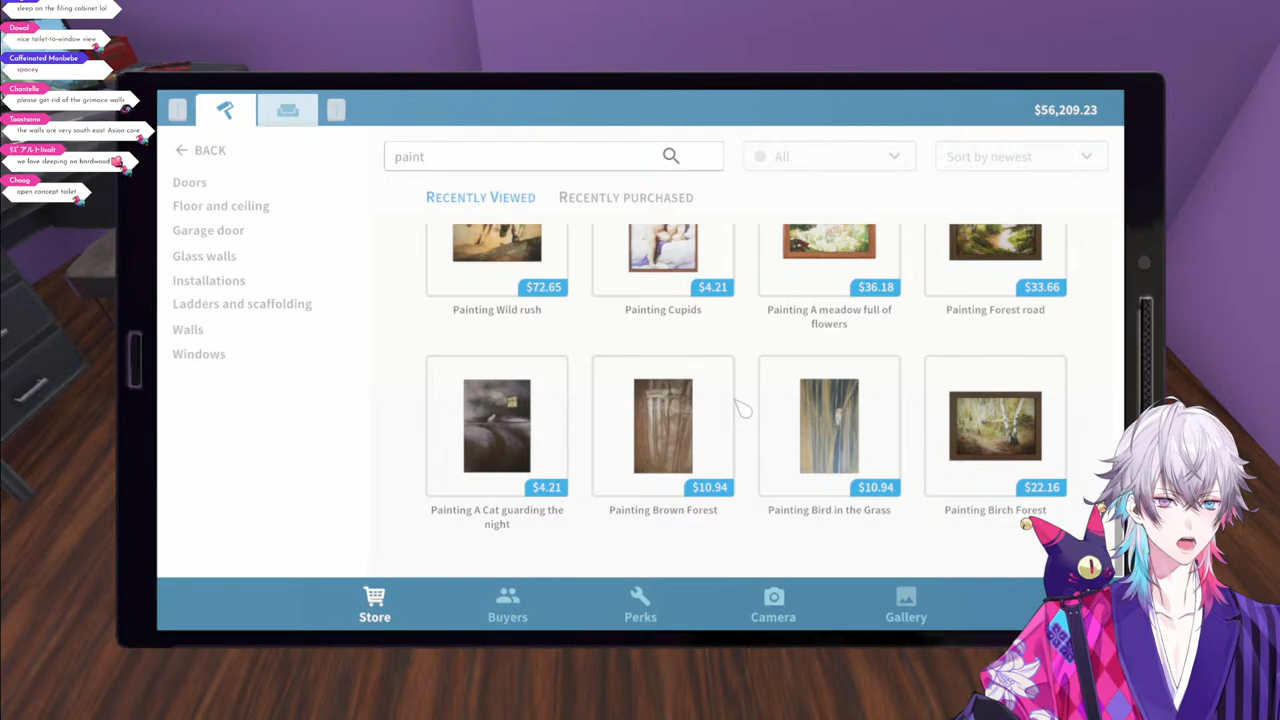 sleep on the filing cabinet lol
Dowal
nice toilet-to-window view
Caffeinated Monbebe
spacey
Chantelle
please get rid of the grimace walls
Toastsona
the walls are very south east Asian core
we love sleeping on hardwood
Choog
open concept toilet
$56,209.23
BACK
paint
All
Sort by newest
Doors
Floor and ceiling
Garage door
Glass walls
Installations
Ladders and scaffolding
Walls
Windows
RECENTLY VIEWED
RECENTLY PURCHASED
$72.65
$4.21
$36.18
$33.66
Painting Wild rush
Painting Cupids
Painting A meadow full of
flowers
Painting Forest road
$4.21
$10.94
$10.94
$22.16
Painting A Cat guarding the
night
Painting Brown Forest
Painting Bird in the Grass
Painting Birch Forest
Store
Buyers
Perks
Camera
Gallery